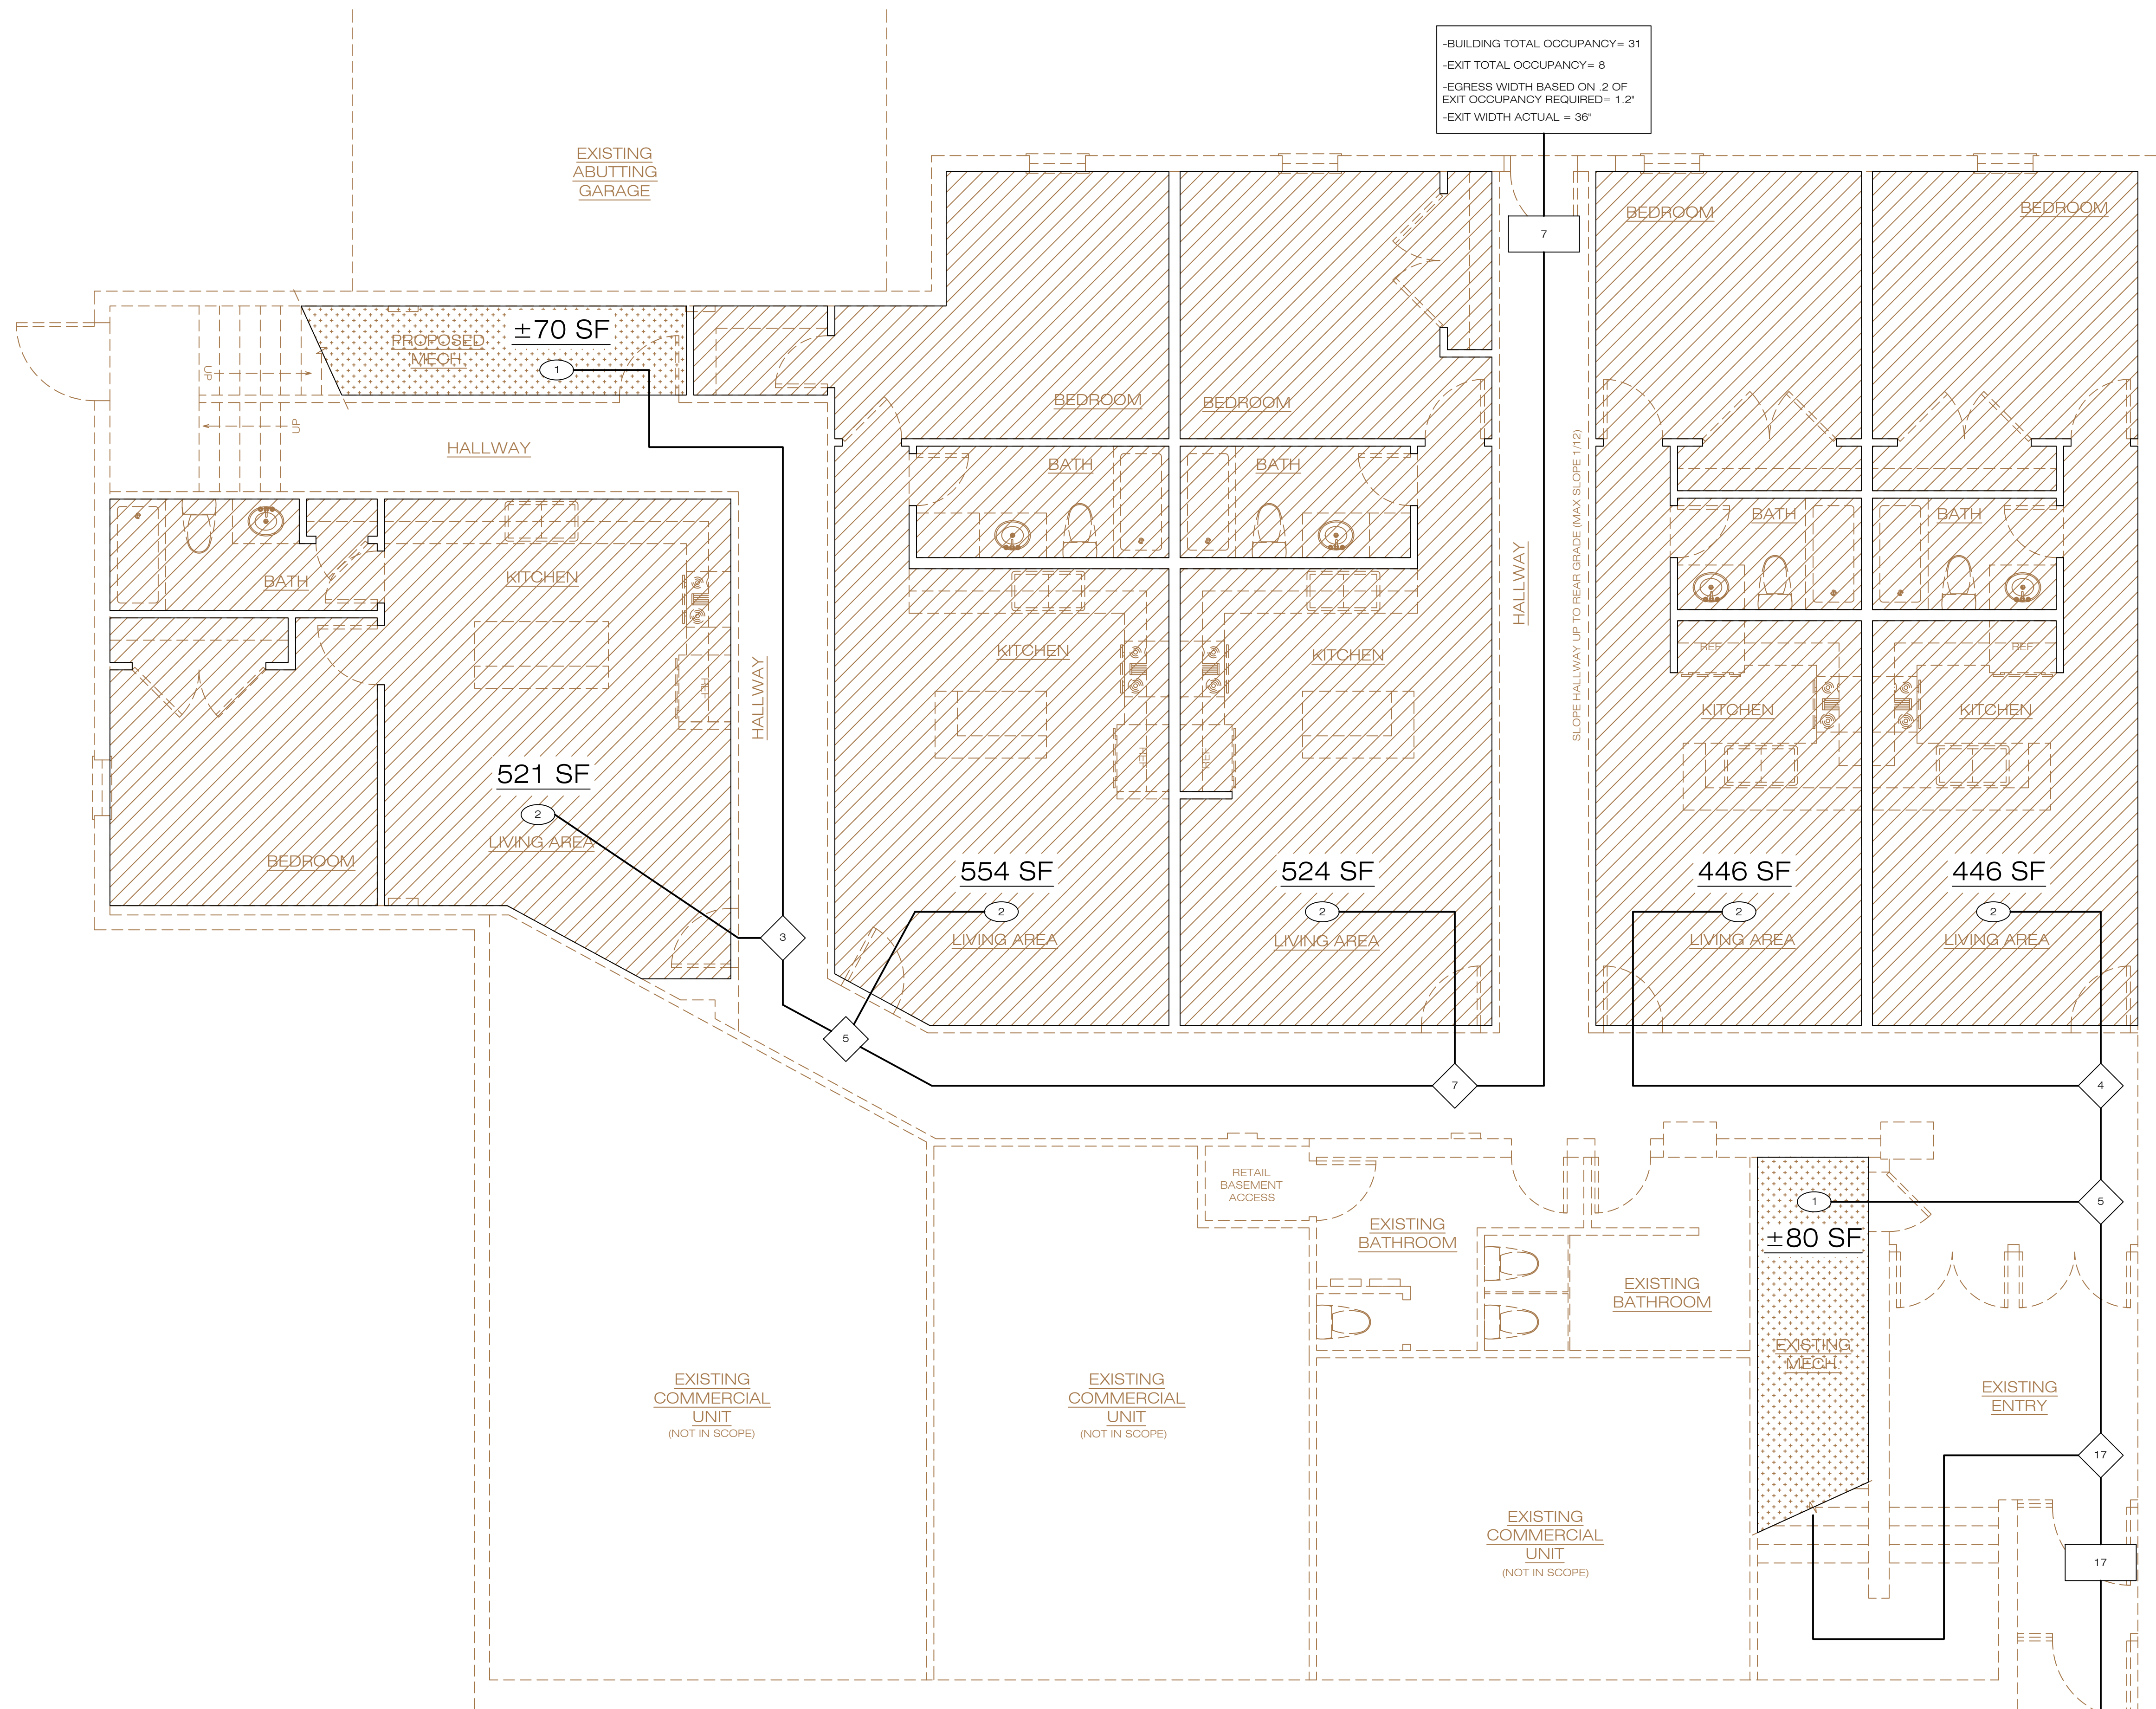 -BUILDING TOTAL OCCUPANCY= 31
-EXIT TOTAL OCCUPANCY= 8
-EGRESS WIDTH BASED ON .2 OF
EXIT OCCUPANCY REQUIRED= 1.2"
-EXIT WIDTH ACTUAL = 36"
7
EXISTING
ABUTTING
GARAGE
BEDROOM
BEDROOM
PROPOSED
MECH.
±70 SF
1
UP
UP
HALLWAY
BEDROOM
BEDROOM
BATH
BATH
BATH
BATH
BATH
KITCHEN
REF
HALLWAY
521 SF
2
LIVING AREA
BEDROOM
KITCHEN
KITCHEN
REF
REF
HALLWAY
SLOPE HALLWAY UP TO REAR GRADE (MAX SLOPE 1/12)
REF
REF
KITCHEN
KITCHEN
554 SF
2
LIVING AREA
524 SF
2
LIVING AREA
446 SF
2
LIVING AREA
446 SF
2
LIVING AREA
3
5
7
4
RETAIL
BASEMENT
ACCESS
EXISTING
BATHROOM
EXISTING
BATHROOM
1
±80 SF
5
EXISTING
MECH.
EXISTING
ENTRY
EXISTING
COMMERCIAL
UNIT
(NOT IN SCOPE)
EXISTING
COMMERCIAL
UNIT
(NOT IN SCOPE)
EXISTING
COMMERCIAL
UNIT
(NOT IN SCOPE)
17
17